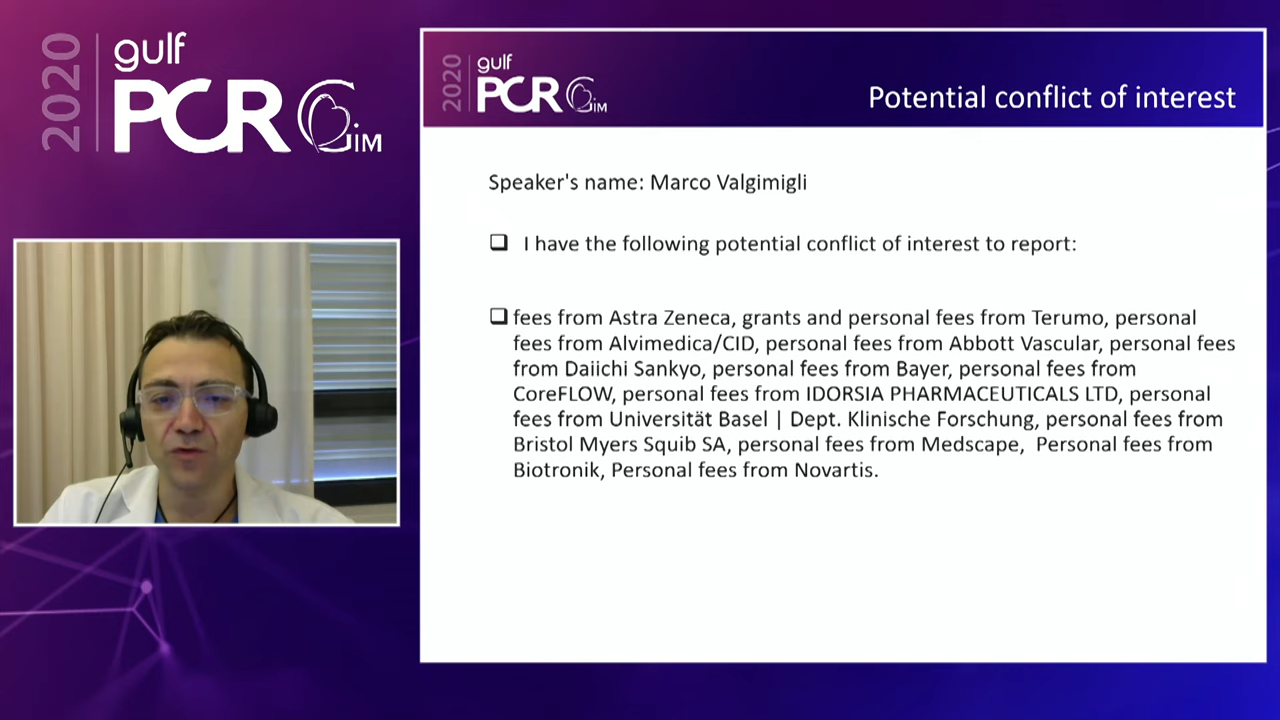 2020
gulf
PCR GIM
2020
gulf
PCR GIM
Potential conflict of interest
Speaker's name: Marco Valgimigli
I have the following potential conflict of interest to report:
fees from Astra Zeneca, grants and personal fees from Terumo, personal
fees from Alvimedica/CID, personal fees from Abbott Vascular, personal fees
from Daiichi Sankyo, personal fees from Bayer, personal fees from
CoreFLOW, personal fees from IDORSIA PHARMACEUTICALS LTD, personal
fees from Universität Basel | Dept. Klinische Forschung, personal fees from
Bristol Myers Squib SA, personal fees from Medscape,  Personal fees from
Biotronik, Personal fees from Novartis.